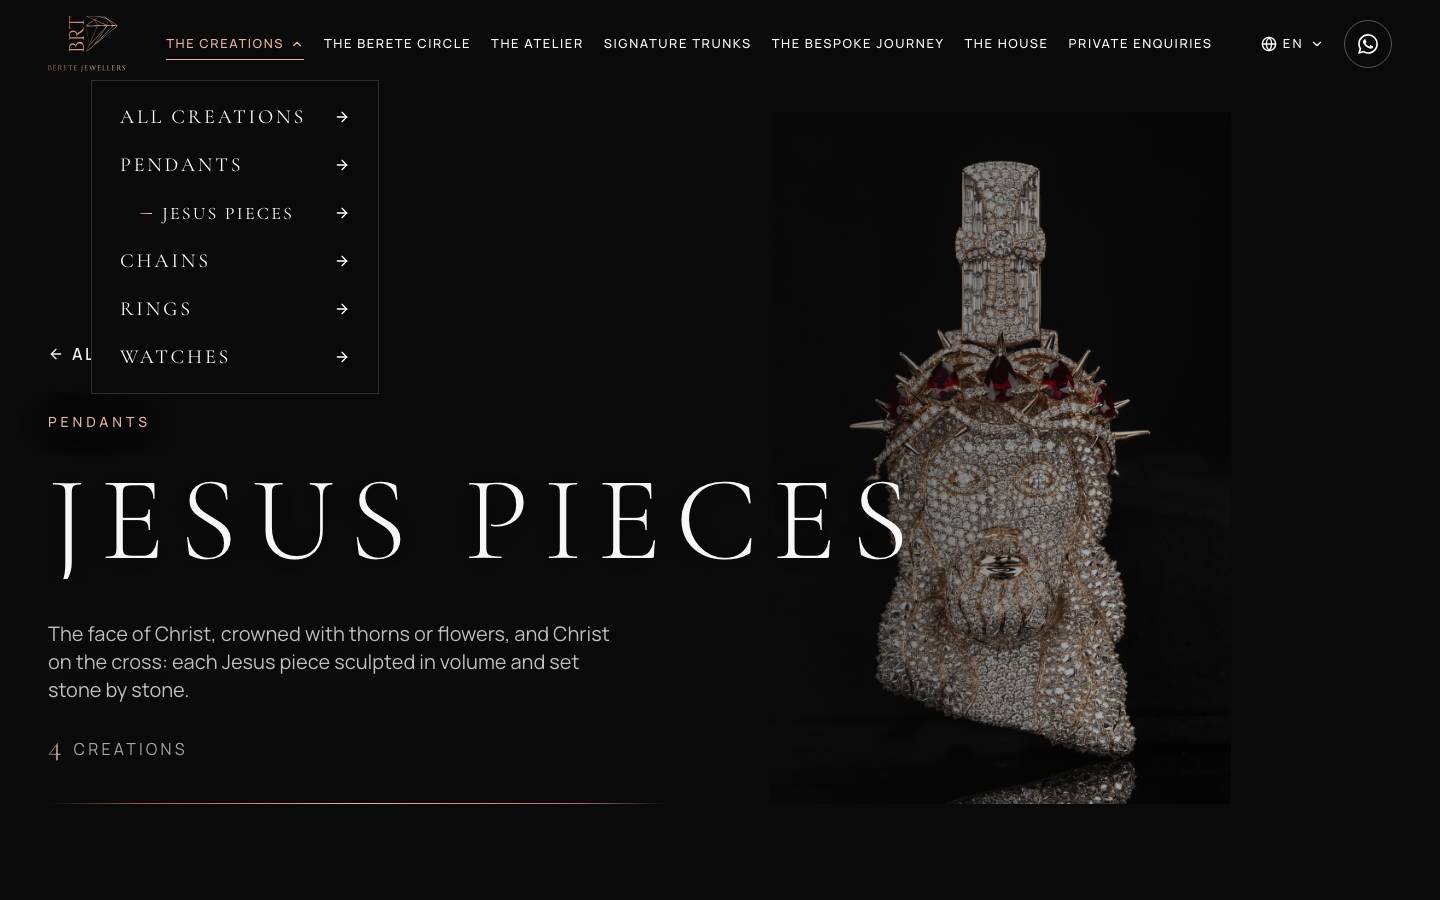 BRT
BERETE JEWELLERS
THE CREATIONS
THE BERETE CIRCLE
THE ATELIER
SIGNATURE TRUNKS
THE BESPOKE JOURNEY
THE HOUSE
PRIVATE ENQUIRIES
EN
ALL CREATIONS
PENDANTS
— JESUS PIECES
CHAINS
RINGS
WATCHES
PENDANTS
JESUS PIECES
The face of Christ, crowned with thorns or flowers, and Christ
on the cross: each Jesus piece sculpted in volume and set
stone by stone.
4 CREATIONS